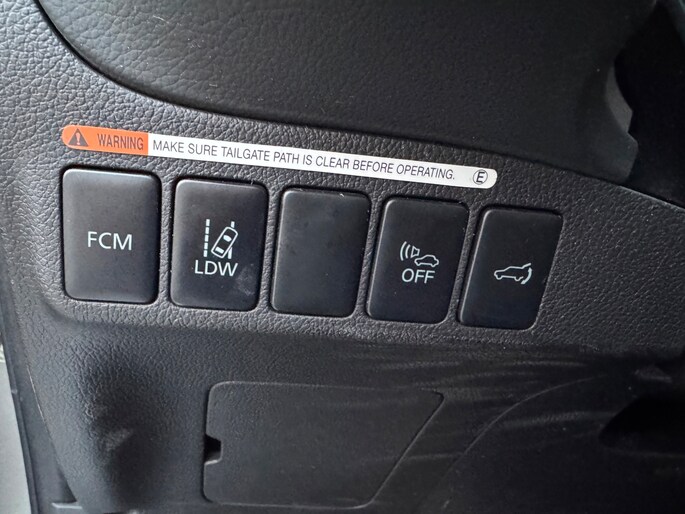 WARNING MAKE SURE TAILGATE PATH IS CLEAR BEFORE OPERATING. E
FCM
LDW
OFF